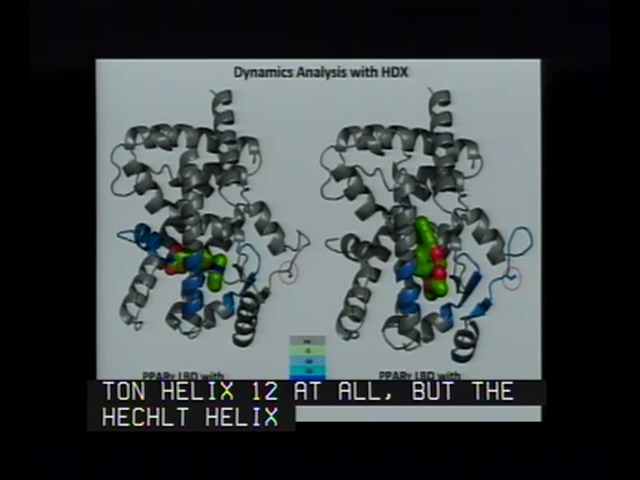 Dynamics Analysis with HDX
PPARγ LBD with PPARγ LBD with
TON HELIX 12 AT ALL, BUT THE
HECHLT HELIX